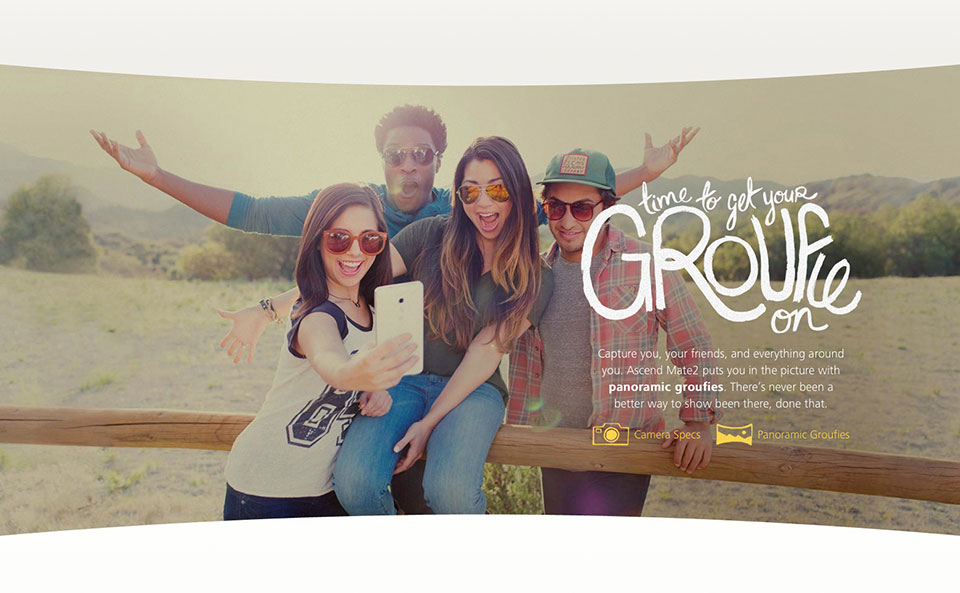 time to get your
GROUFie
on
Capture you, your friends, and everything around
you. Ascend Mate2 puts you in the picture with
panoramic groufies. There's never been a
better way to show been there, done that.
Camera Specs Panoramic Groufies